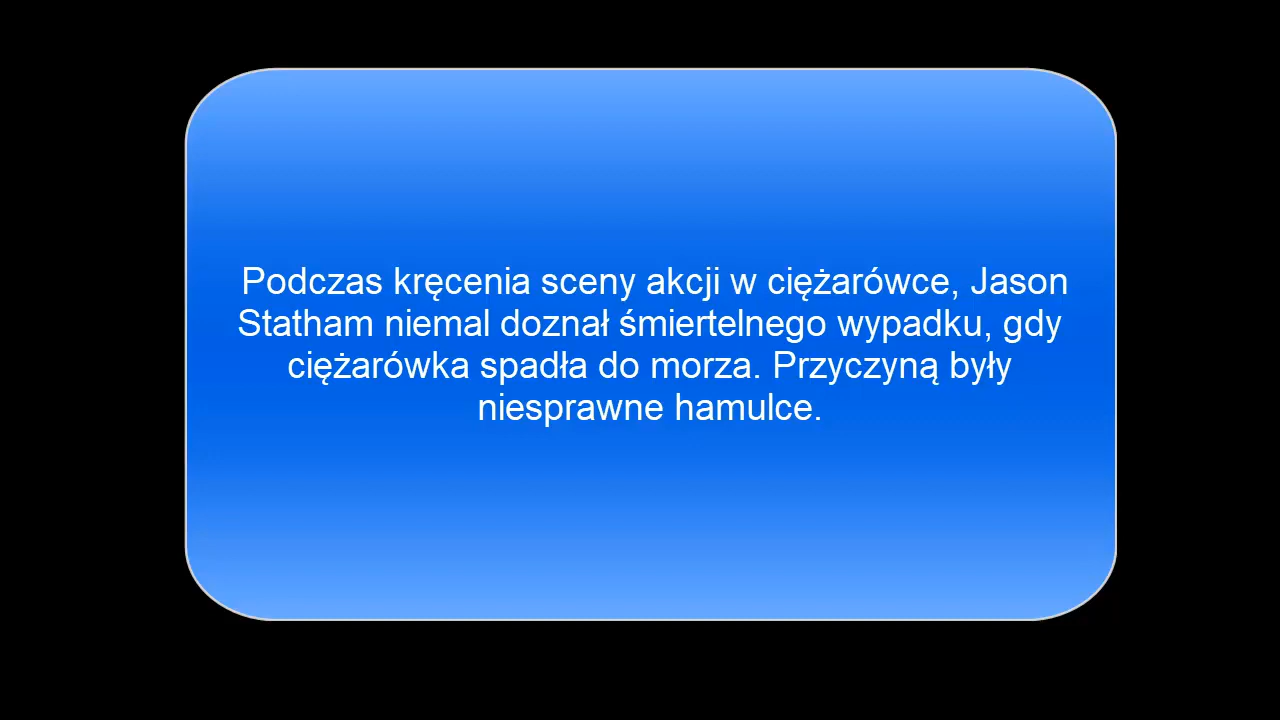 Podczas kręcenia sceny akcji w ciężarówce, Jason
Statham niemal doznał śmiertelnego wypadku, gdy
ciężarówka spadła do morza. Przyczyną były
niesprawne hamulce.